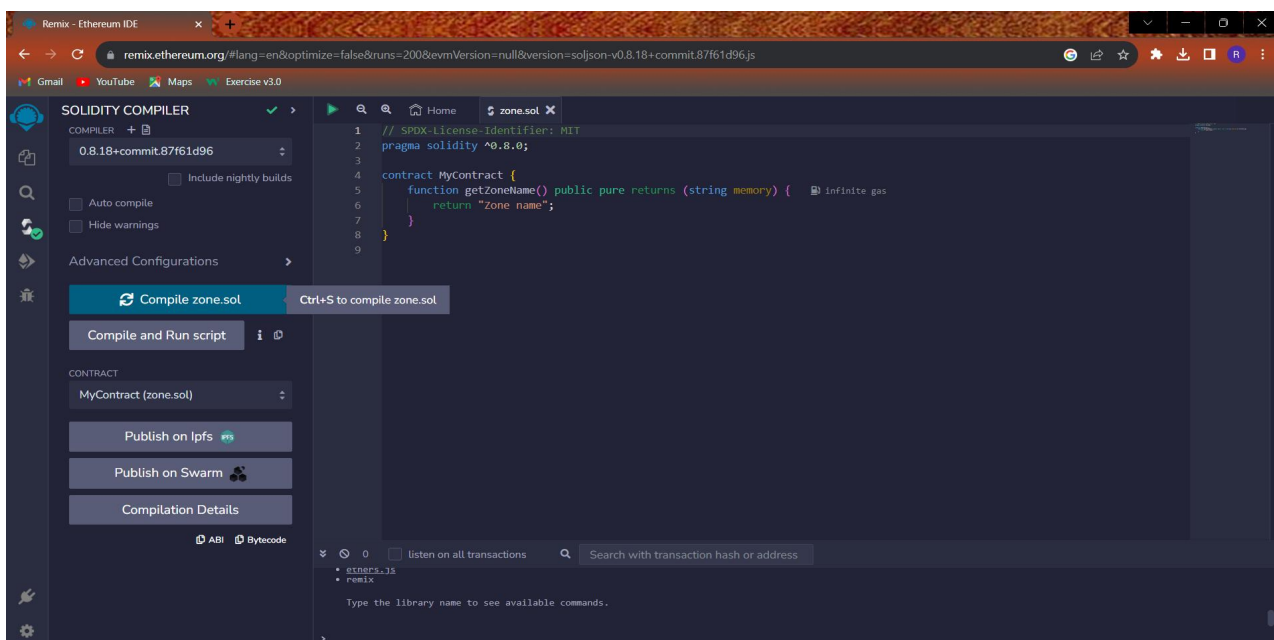 Remix - Ethereum IDE
remix.ethereum.org/#lang=en&optimize=false&runs=200&evmVersion=null&version=soljson-v0.8.18+commit.87f61d96.js
Gmail YouTube Maps Exercise v3.0
SOLIDITY COMPILER
COMPILER
0.8.18+commit.87f61d96
Include nightly builds
Auto compile
Hide warnings
Advanced Configurations
Compile zone.sol
Ctrl+S to compile zone.sol
Compile and Run script
CONTRACT
MyContract (zone.sol)
Publish on Ipfs IPFS
Publish on Swarm
Compilation Details
ABI Bytecode
Home zone.sol
1 // SPDX-License-Identifier: MIT
2 pragma solidity ^0.8.0;
3
4 contract MyContract {
5 function getZoneName() public pure returns (string memory) { infinite gas
6 return "Zone name";
7 }
8 }
9
0 listen on all transactions Search with transaction hash or address
• ethers.js
• remix
Type the library name to see available commands.
>
R